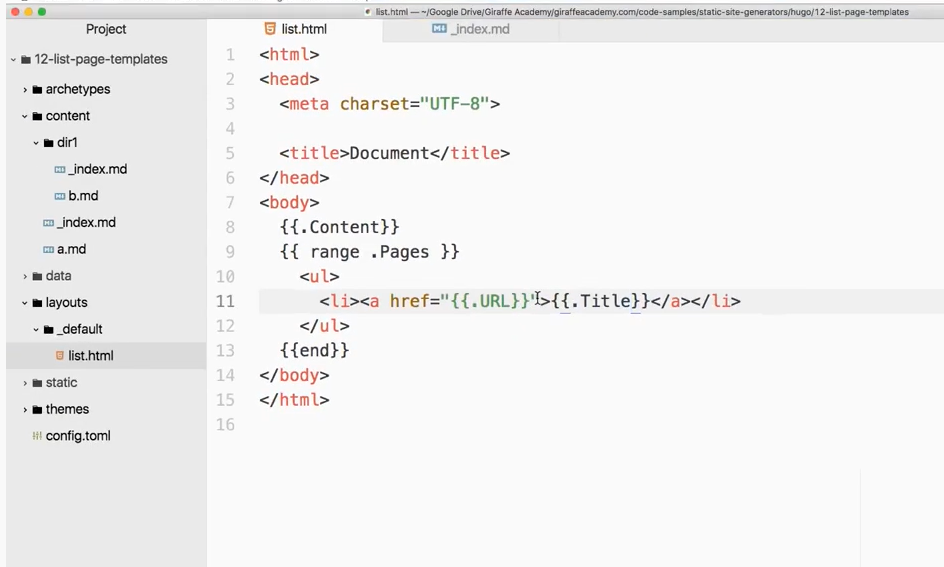 list.html — ~/Google Drive/Giraffe Academy/giraffeacademy.com/code-samples/static-site-generators/hugo/12-list-page-templates
Project
list.html
_index.md
12-list-page-templates
archetypes
content
dir1
_index.md
b.md
_index.md
a.md
data
layouts
_default
list.html
static
themes
config.toml
1 <html>
2 <head>
3 <meta charset="UTF-8">
4
5 <title>Document</title>
6 </head>
7 <body>
8 {{.Content}}
9 {{ range .Pages }}
10 <ul>
11 <li><a href="{{.URL}}">{{.Title}}</a></li>
12 </ul>
13 {{end}}
14 </body>
15 </html>
16